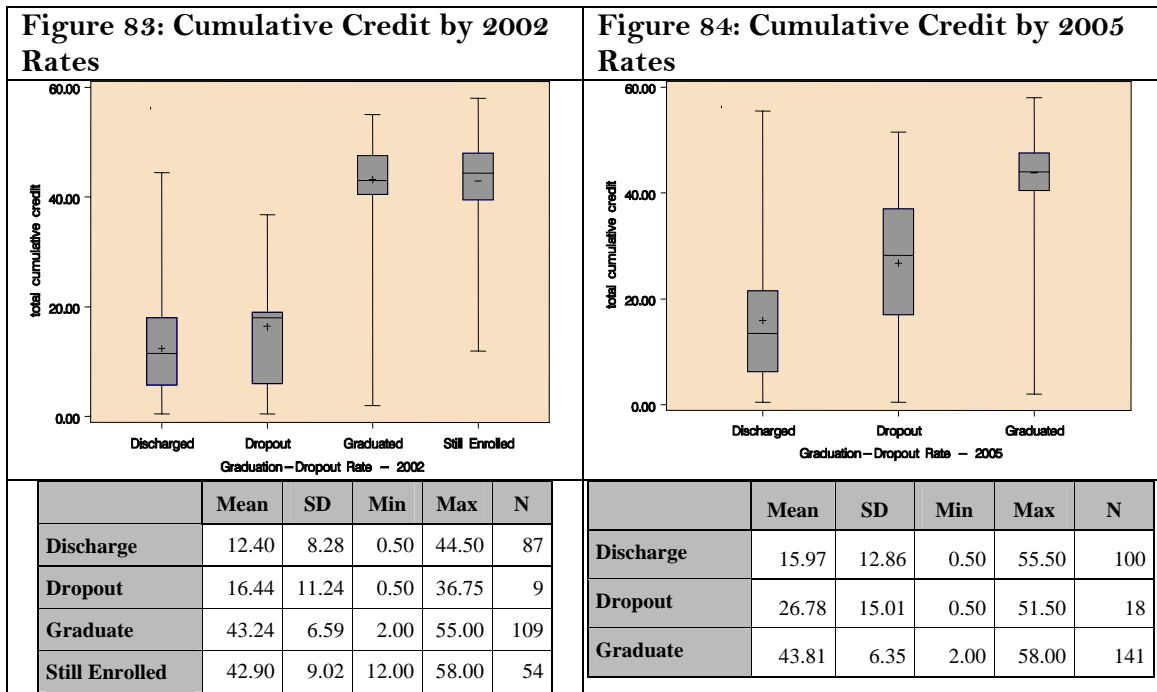 Figure 83: Cumulative Credit by 2002
Rates
60.00
40.00
20.00
0.00
total cumulative credit
Discharged Dropout Graduated Still Enrolled
Graduation-Dropout Rate - 2002
Mean SD Min Max N
Discharge 12.40 8.28 0.50 44.50 87
Dropout 16.44 11.24 0.50 36.75 9
Graduate 43.24 6.59 2.00 55.00 109
Still Enrolled 42.90 9.02 12.00 58.00 54
Figure 84: Cumulative Credit by 2005
Rates
60.00
40.00
20.00
0.00
total cumulative credit
Discharged Dropout Graduated
Graduation-Dropout Rate - 2005
Mean SD Min Max N
Discharge 15.97 12.86 0.50 55.50 100
Dropout 26.78 15.01 0.50 51.50 18
Graduate 43.81 6.35 2.00 58.00 141